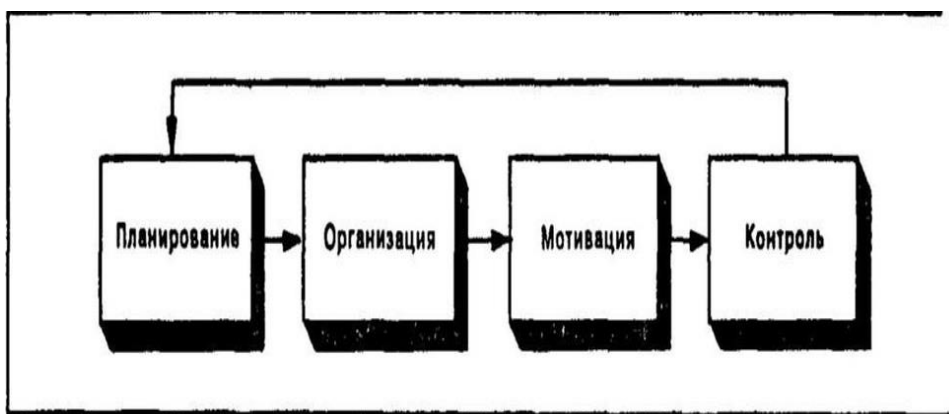 Планирование
Организация
Мотивация
Контроль